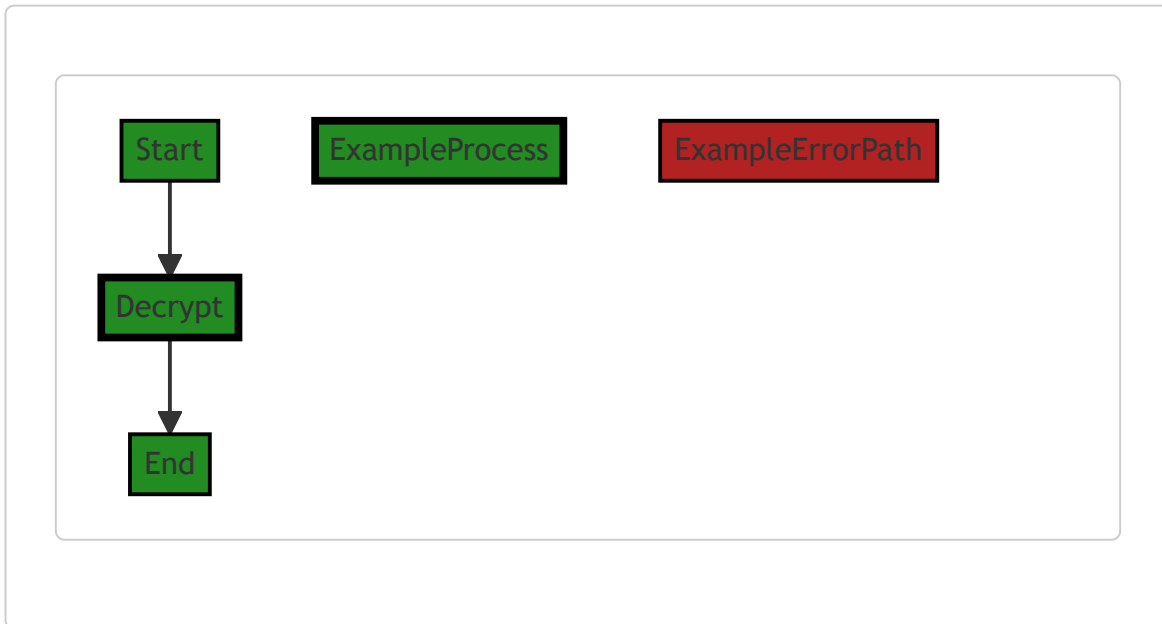 Start
ExampleProcess
ExampleErrorPath
Decrypt
End